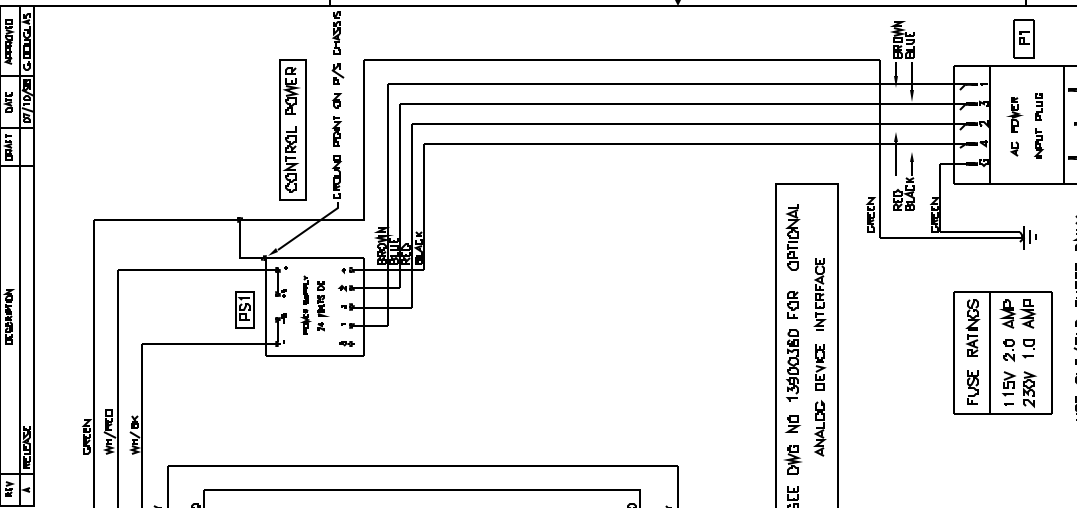 REV
DESCRIPTION
DRAFT
DATE
APPROVED
A
RELEASE
07/10/98
G.DOUGLAS
CONTROL POWER
GROUND POINT ON P/S CHASSIS
PS1
POWER SUPPLY
24 VOLTS DC
BROWN
BLUE
RED
BLACK
GREEN
WH/RED
WH/BK
BROWN
BLUE
RED
BLACK
GREEN
GREEN
P1
1
3
2
4
G
AC POWER
INPUT PLUG
SEE DWG NO 1390036D FOR OPTIONAL
ANALOG DEVICE INTERFACE
FUSE RATINGS
115V 2.0 AMP
230V 1.0 AMP